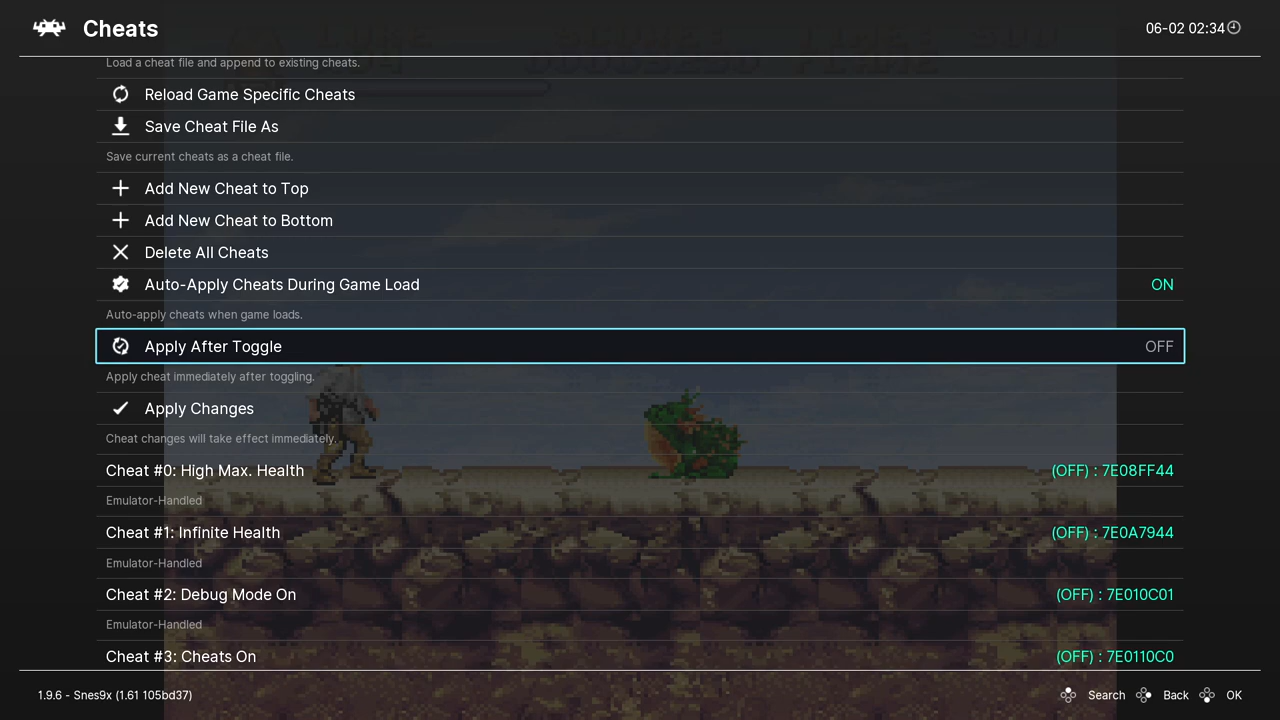 Cheats
06-02 02:34
Load a cheat file and append to existing cheats.
Reload Game Specific Cheats
Save Cheat File As
Save current cheats as a cheat file.
Add New Cheat to Top
Add New Cheat to Bottom
Delete All Cheats
Auto-Apply Cheats During Game Load ON
Auto-apply cheats when game loads.
Apply After Toggle OFF
Apply cheat immediately after toggling.
Apply Changes
Cheat changes will take effect immediately.
Cheat #0: High Max. Health (OFF) : 7E08FF44
Emulator-Handled
Cheat #1: Infinite Health (OFF) : 7E0A7944
Emulator-Handled
Cheat #2: Debug Mode On (OFF) : 7E010C01
Emulator-Handled
Cheat #3: Cheats On (OFF) : 7E0110C0
1.9.6 - Snes9x (1.61 105bd37) Search Back OK